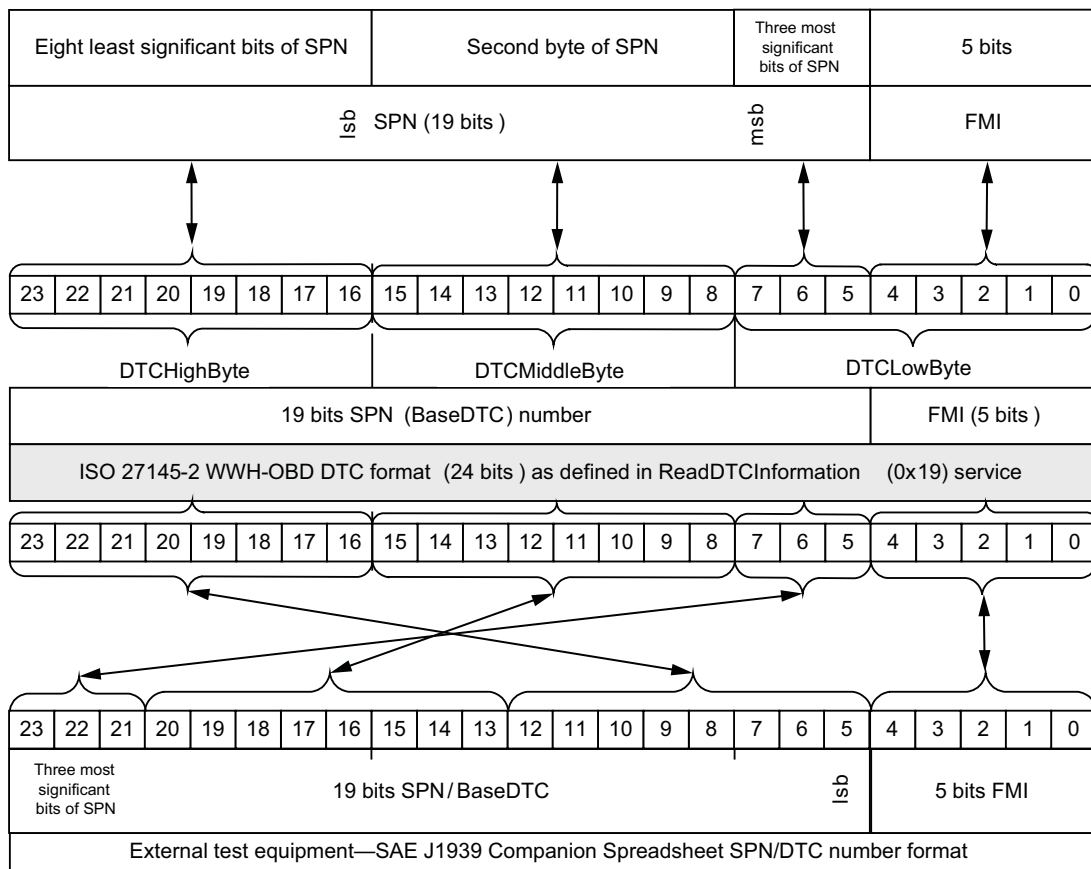 Eight least significant bits of SPN
Second byte of SPN
Three most
significant
bits of SPN
5 bits
lsb SPN (19 bits )
msb
FMI
23 22 21 20 19 18 17 16 15 14 13 12 11 10 9 8 7 6 5 4 3 2 1 0
DTCHighByte
DTCMiddleByte
DTCLowByte
19 bits SPN (BaseDTC) number
FMI (5 bits )
ISO 27145-2 WWH-OBD DTC format (24 bits ) as defined in ReadDTCInformation (0x19) service
23 22 21 20 19 18 17 16 15 14 13 12 11 10 9 8 7 6 5 4 3 2 1 0
23 22 21 20 19 18 17 16 15 14 13 12 11 10 9 8 7 6 5 4 3 2 1 0
Three most
significant
bits of SPN
19 bits SPN/BaseDTC
lsb
5 bits FMI
External test equipment—SAE J1939 Companion Spreadsheet SPN/DTC number format